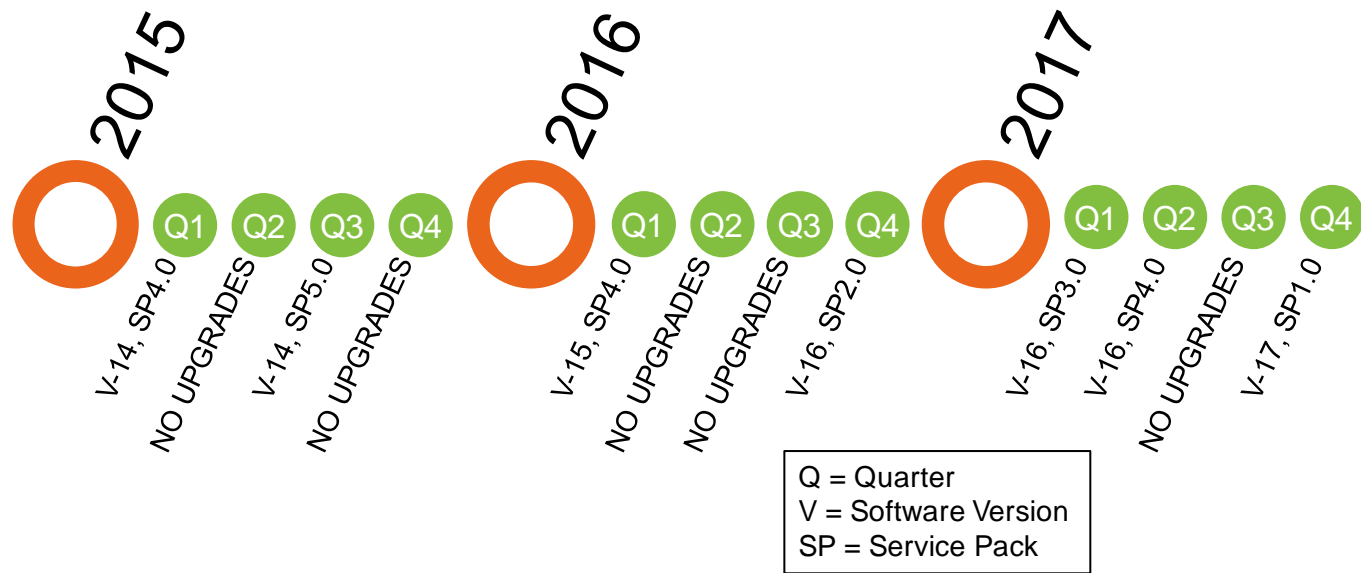 2015
Q1
V-14, SP4.0
Q2
NO UPGRADES
Q3
V-14, SP5.0
Q4
NO UPGRADES
2016
Q1
V-15, SP4.0
Q2
NO UPGRADES
Q3
NO UPGRADES
Q4
V-16, SP2.0
2017
Q1
V-16, SP3.0
Q2
V-16, SP4.0
Q3
NO UPGRADES
Q4
V-17, SP1.0
Q = Quarter
V = Software Version
SP = Service Pack